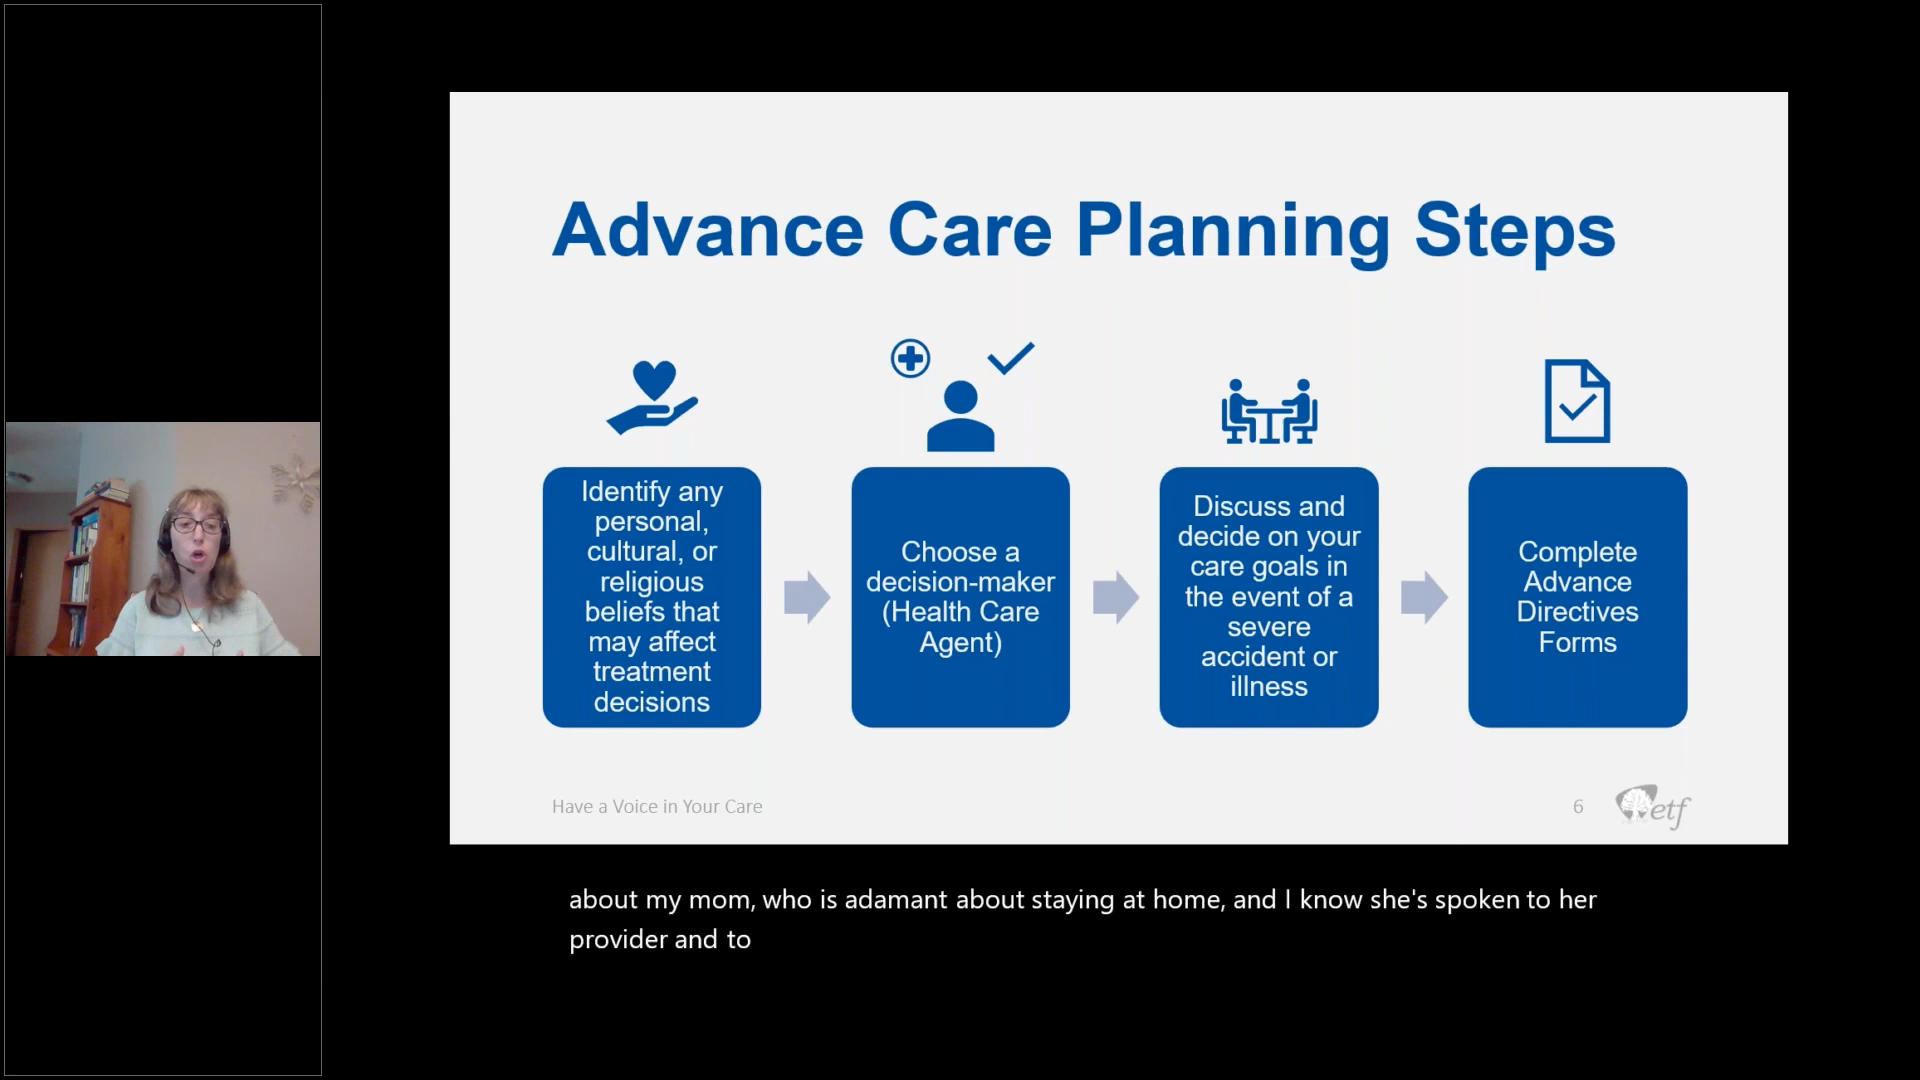 Advance Care Planning Steps
Identify any
personal,
cultural, or
religious
beliefs that
may affect
treatment
decisions
Choose a
decision-maker
(Health Care
Agent)
Discuss and
decide on your
care goals in
the event of a
severe
accident or
illness
Complete
Advance
Directives
Forms
Have a Voice in Your Care
6
etf
about my mom, who is adamant about staying at home, and I know she's spoken to her
provider and to